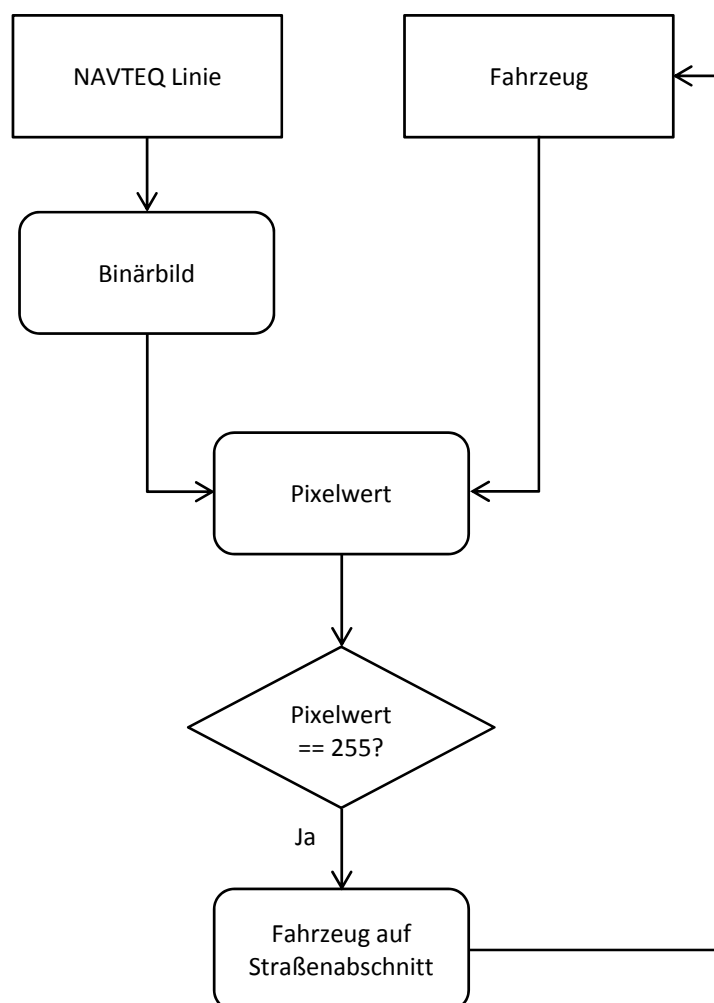 NAVTEQ Linie
Fahrzeug
Binärbild
Pixelwert
Pixelwert
== 255?
Ja
Fahrzeug auf
Straßenabschnitt